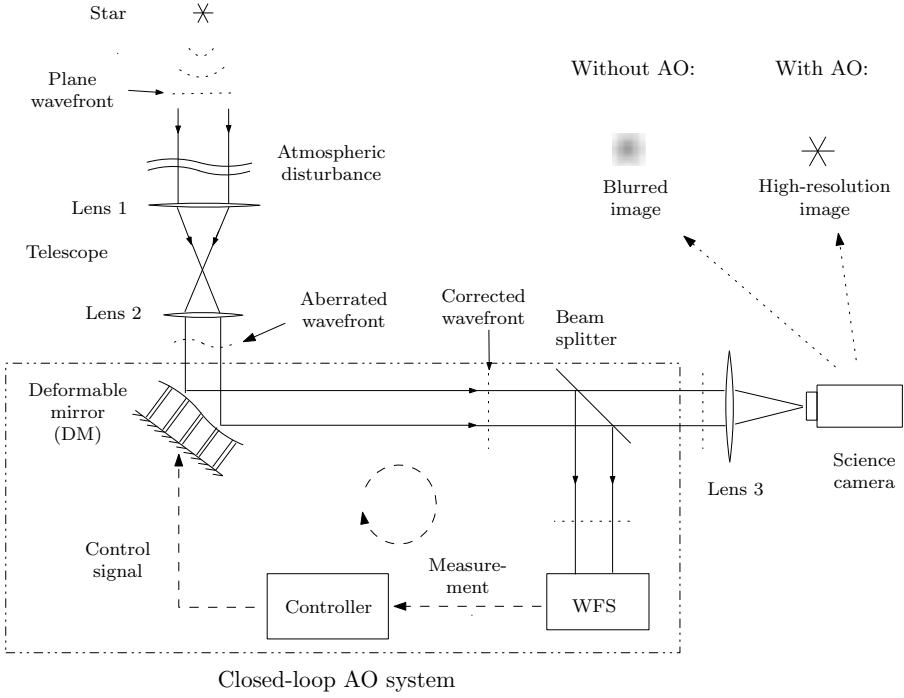 Star
Without AO:
With AO:
Plane
wavefront
Atmospheric
disturbance
Blurred
image
High-resolution
image
Lens 1
Telescope
Lens 2
Aberrated
wavefront
Corrected
wavefront
Beam
splitter
Deformable
mirror
(DM)
Science
camera
Lens 3
Control
signal
Measure-
ment
Controller
WFS
Closed-loop AO system